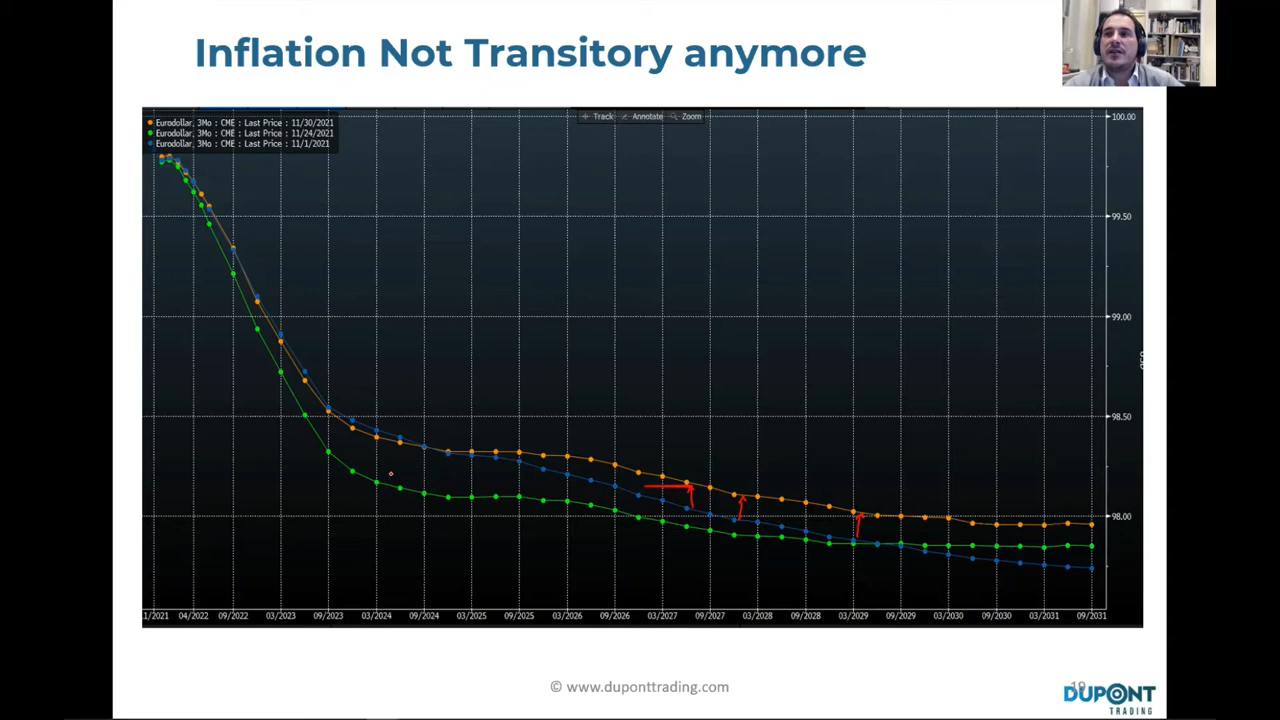 Inflation Not Transitory anymore
Eurodollar, 3Mo : CME : Last Price : 11/30/2021
Eurodollar, 3Mo : CME : Last Price : 11/24/2021
Eurodollar, 3Mo : CME : Last Price : 11/1/2021
Track Annotate Zoom
100.00
99.50
99.00
98.50
98.00
1/2021 04/2022 09/2022 03/2023 09/2023 03/2024 09/2024 03/2025 09/2025 03/2026 09/2026 03/2027 09/2027 03/2028 09/2028 03/2029 09/2029 03/2030 09/2030 03/2031 09/2031
© www.duponttrading.com
19
DUPONT
TRADING